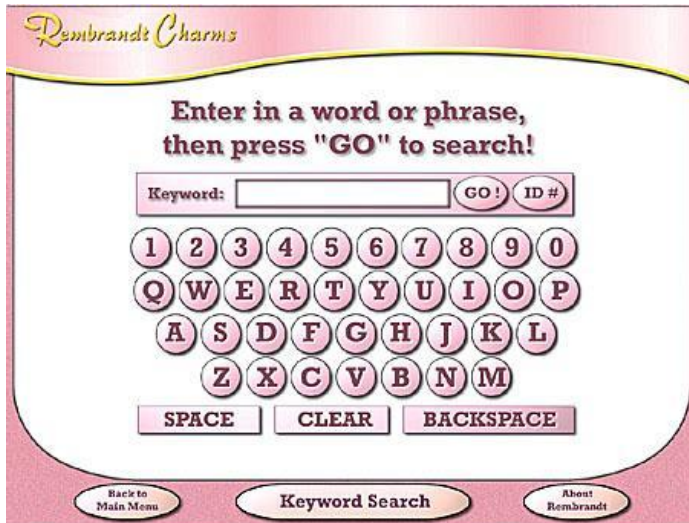 Rembrandt Charms
Enter in a word or phrase,
then press "GO" to search!
Keyword: GO! ID #
1 2 3 4 5 6 7 8 9 0
Q W E R T Y U I O P
A S D F G H J K L
Z X C V B N M
SPACE CLEAR BACKSPACE
Back to
Main Menu
Keyword Search
About
Rembrandt